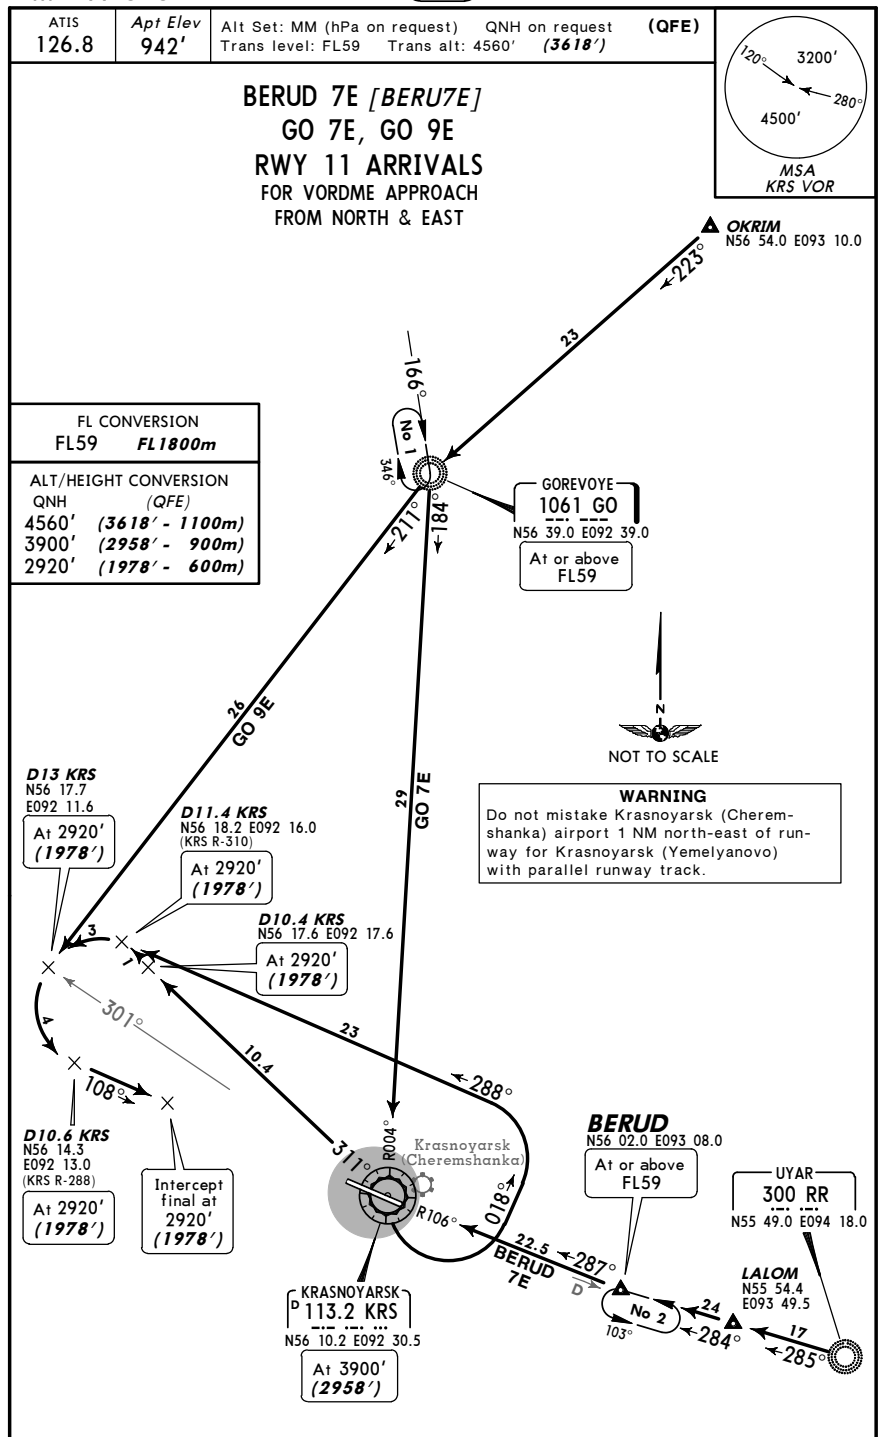 ATIS
126.8
Apt Elev
942'
Alt Set: MM (hPa on request) QNH on request (QFE)
Trans level: FL59 Trans alt: 4560' (3618')
120°
3200'
280°
4500'
MSA
KRS VOR
BERUD 7E [BERU7E]
GO 7E, GO 9E
RWY 11 ARRIVALS
FOR VORDME APPROACH
FROM NORTH & EAST
OKRIM
N56 54.0 E093 10.0
223°
23
166°
No 1
346°
FL CONVERSION
FL59 FL1800m
ALT/HEIGHT CONVERSION
QNH (QFE)
4560' (3618' - 1100m)
3900' (2958' - 900m)
2920' (1978' - 600m)
GOREVOYE
1061 GO
N56 39.0 E092 39.0
At or above
FL59
211°
184°
26
GO 9E
29
GO 7E
N
NOT TO SCALE
WARNING
Do not mistake Krasnoyarsk (Cherem-
shanka) airport 1 NM north-east of run-
way for Krasnoyarsk (Yemelyanovo)
with parallel runway track.
D13 KRS
N56 17.7
E092 11.6
At 2920'
(1978')
D11.4 KRS
N56 18.2 E092 16.0
(KRS R-310)
At 2920'
(1978')
D10.4 KRS
N56 17.6 E092 17.6
At 2920'
(1978')
3
1
4
301°
23
10.4
288°
108°
D10.6 KRS
N56 14.3
E092 13.0
(KRS R-288)
At 2920'
(1978')
Intercept
final at
2920'
(1978')
311°
R004°
Krasnoyarsk
(Cheremshanka)
018°
R106°
KRASNOYARSK
D 113.2 KRS
N56 10.2 E092 30.5
At 3900'
(2958')
BERUD
N56 02.0 E093 08.0
At or above
FL59
22.5
287°
BERUD
7E
D
No 2
103°
UYAR
300 RR
N55 49.0 E094 18.0
LALOM
N55 54.4
E093 49.5
24
284°
17
285°